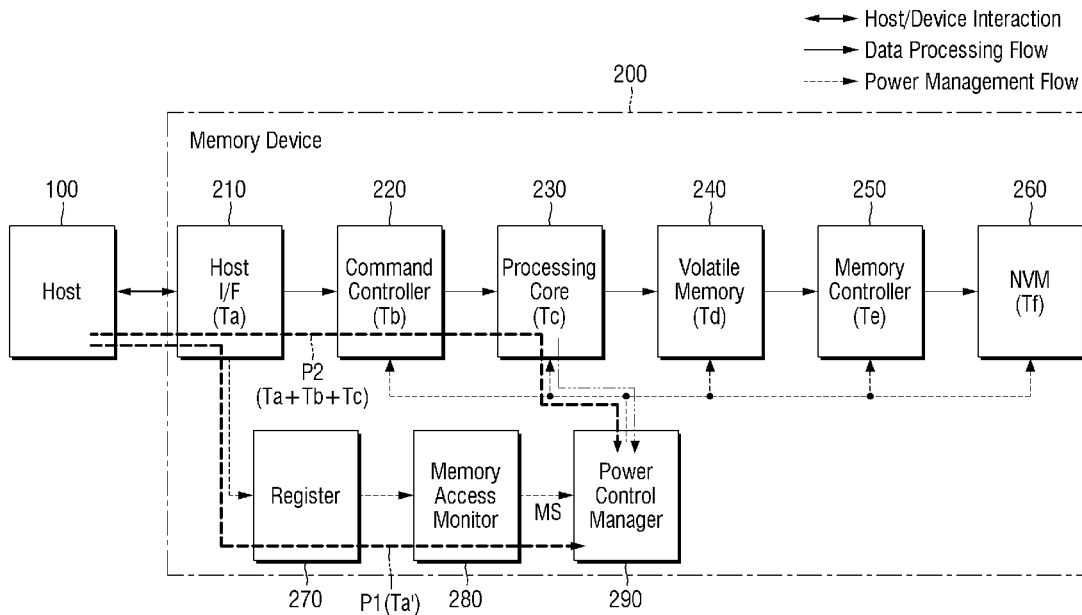 Host/Device Interaction
Data Processing Flow
Power Management Flow
200
Memory Device
100
210
220
230
240
250
260
Host
Host
I/F
(Ta)
Command
Controller
(Tb)
Processing
Core
(Tc)
Volatile
Memory
(Td)
Memory
Controller
(Te)
NVM
(Tf)
P2
(Ta+Tb+Tc)
Register
Memory
Access
Monitor
MS
Power
Control
Manager
270
P1(Ta')
280
290